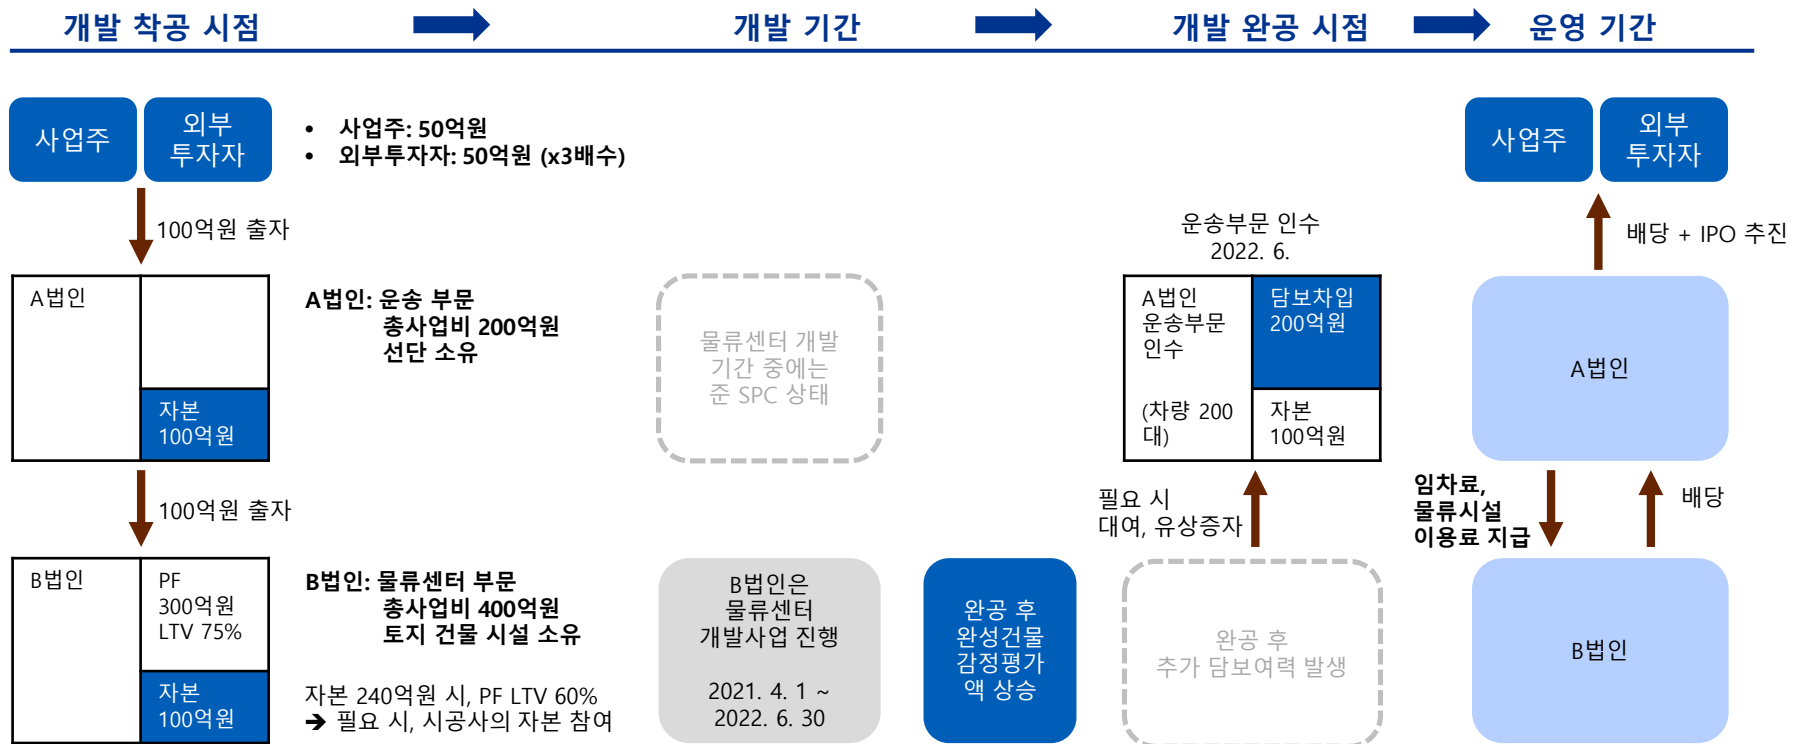 개발 착공 시점
개발 기간
개발 완공 시점
운영 기간
사업주
외부
투자자
• 사업주: 50억원
• 외부투자자: 50억원 (x3배수)
100억원 출자
A법인
자본
100억원
A법인: 운송 부문
총사업비 200억원
선단 소유
100억원 출자
B법인
PF
300억원
LTV 75%
자본
100억원
B법인: 물류센터 부문
총사업비 400억원
토지 건물 시설 소유
자본 240억원 시, PF LTV 60%
➔ 필요 시, 시공사의 자본 참여
물류센터 개발
기간 중에는
준 SPC 상태
B법인은
물류센터
개발사업 진행
2021. 4. 1 ~
2022. 6. 30
완공 후
완성건물
감정평가
액 상승
운송부문 인수
2022. 6.
A법인
운송부문
인수
(차량 200
대)
담보차입
200억원
자본
100억원
필요 시
대여, 유상증자
완공 후
추가 담보여력 발생
사업주
외부
투자자
배당 + IPO 추진
A법인
임차료,
물류시설
이용료 지급
배당
B법인